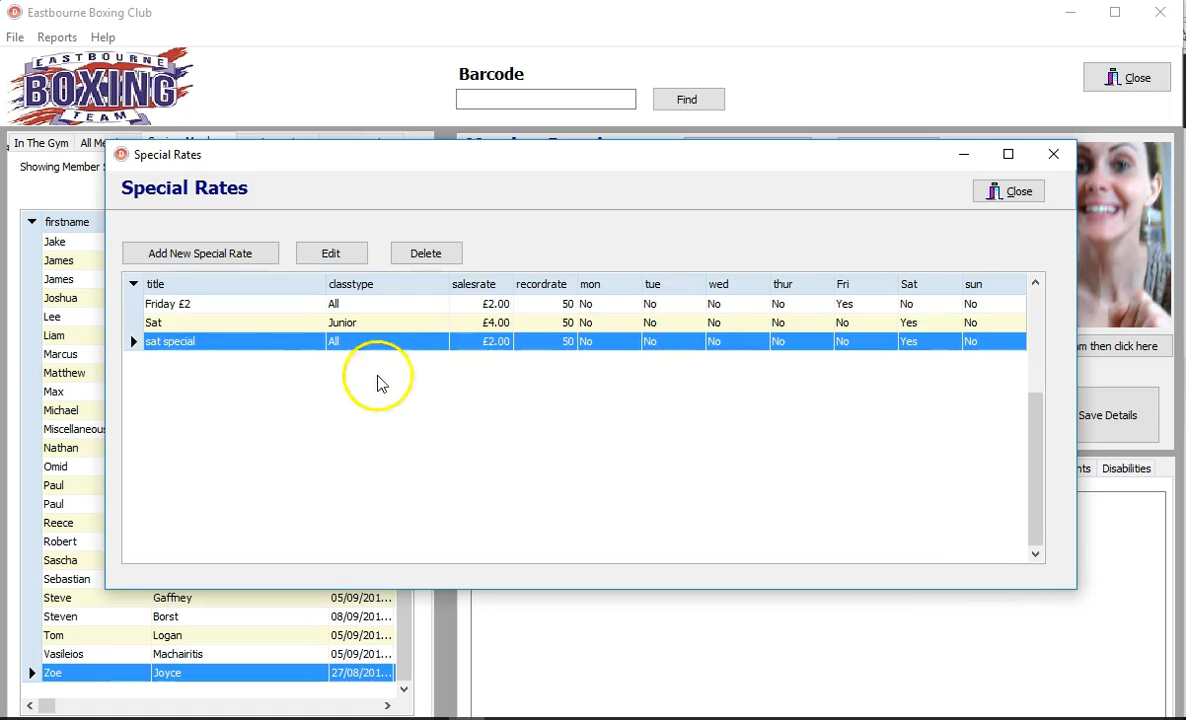 Eastbourne Boxing Club
File Reports Help
EASTBOURNE
BOXING
TEAM
Barcode
Find
Close
In The Gym All Me
Showing Member S
Special Rates
Special Rates
Close
Add New Special Rate Edit Delete
title classtype salesrate recordrate mon tue wed thur Fri Sat sun
Friday £2 All £2.00 50 No No No No Yes No No
Sat Junior £4.00 50 No No No No No Yes No
sat special All £2.00 50 No No No No No Yes No
firstname
Jake
James
James
Joshua
Lee
Liam
Marcus
Matthew
Max
Michael
Miscellaneous
Nathan
Omid
Paul
Paul
Reece
Robert
Sascha
Sebastian
Steve Gaffney 05/09/201...
Steven Borst 08/09/201...
Tom Logan 05/09/201...
Vasileios Machairitis 05/09/201...
Zoe Joyce 27/08/201...
am then click here
Save Details
nts Disabilities